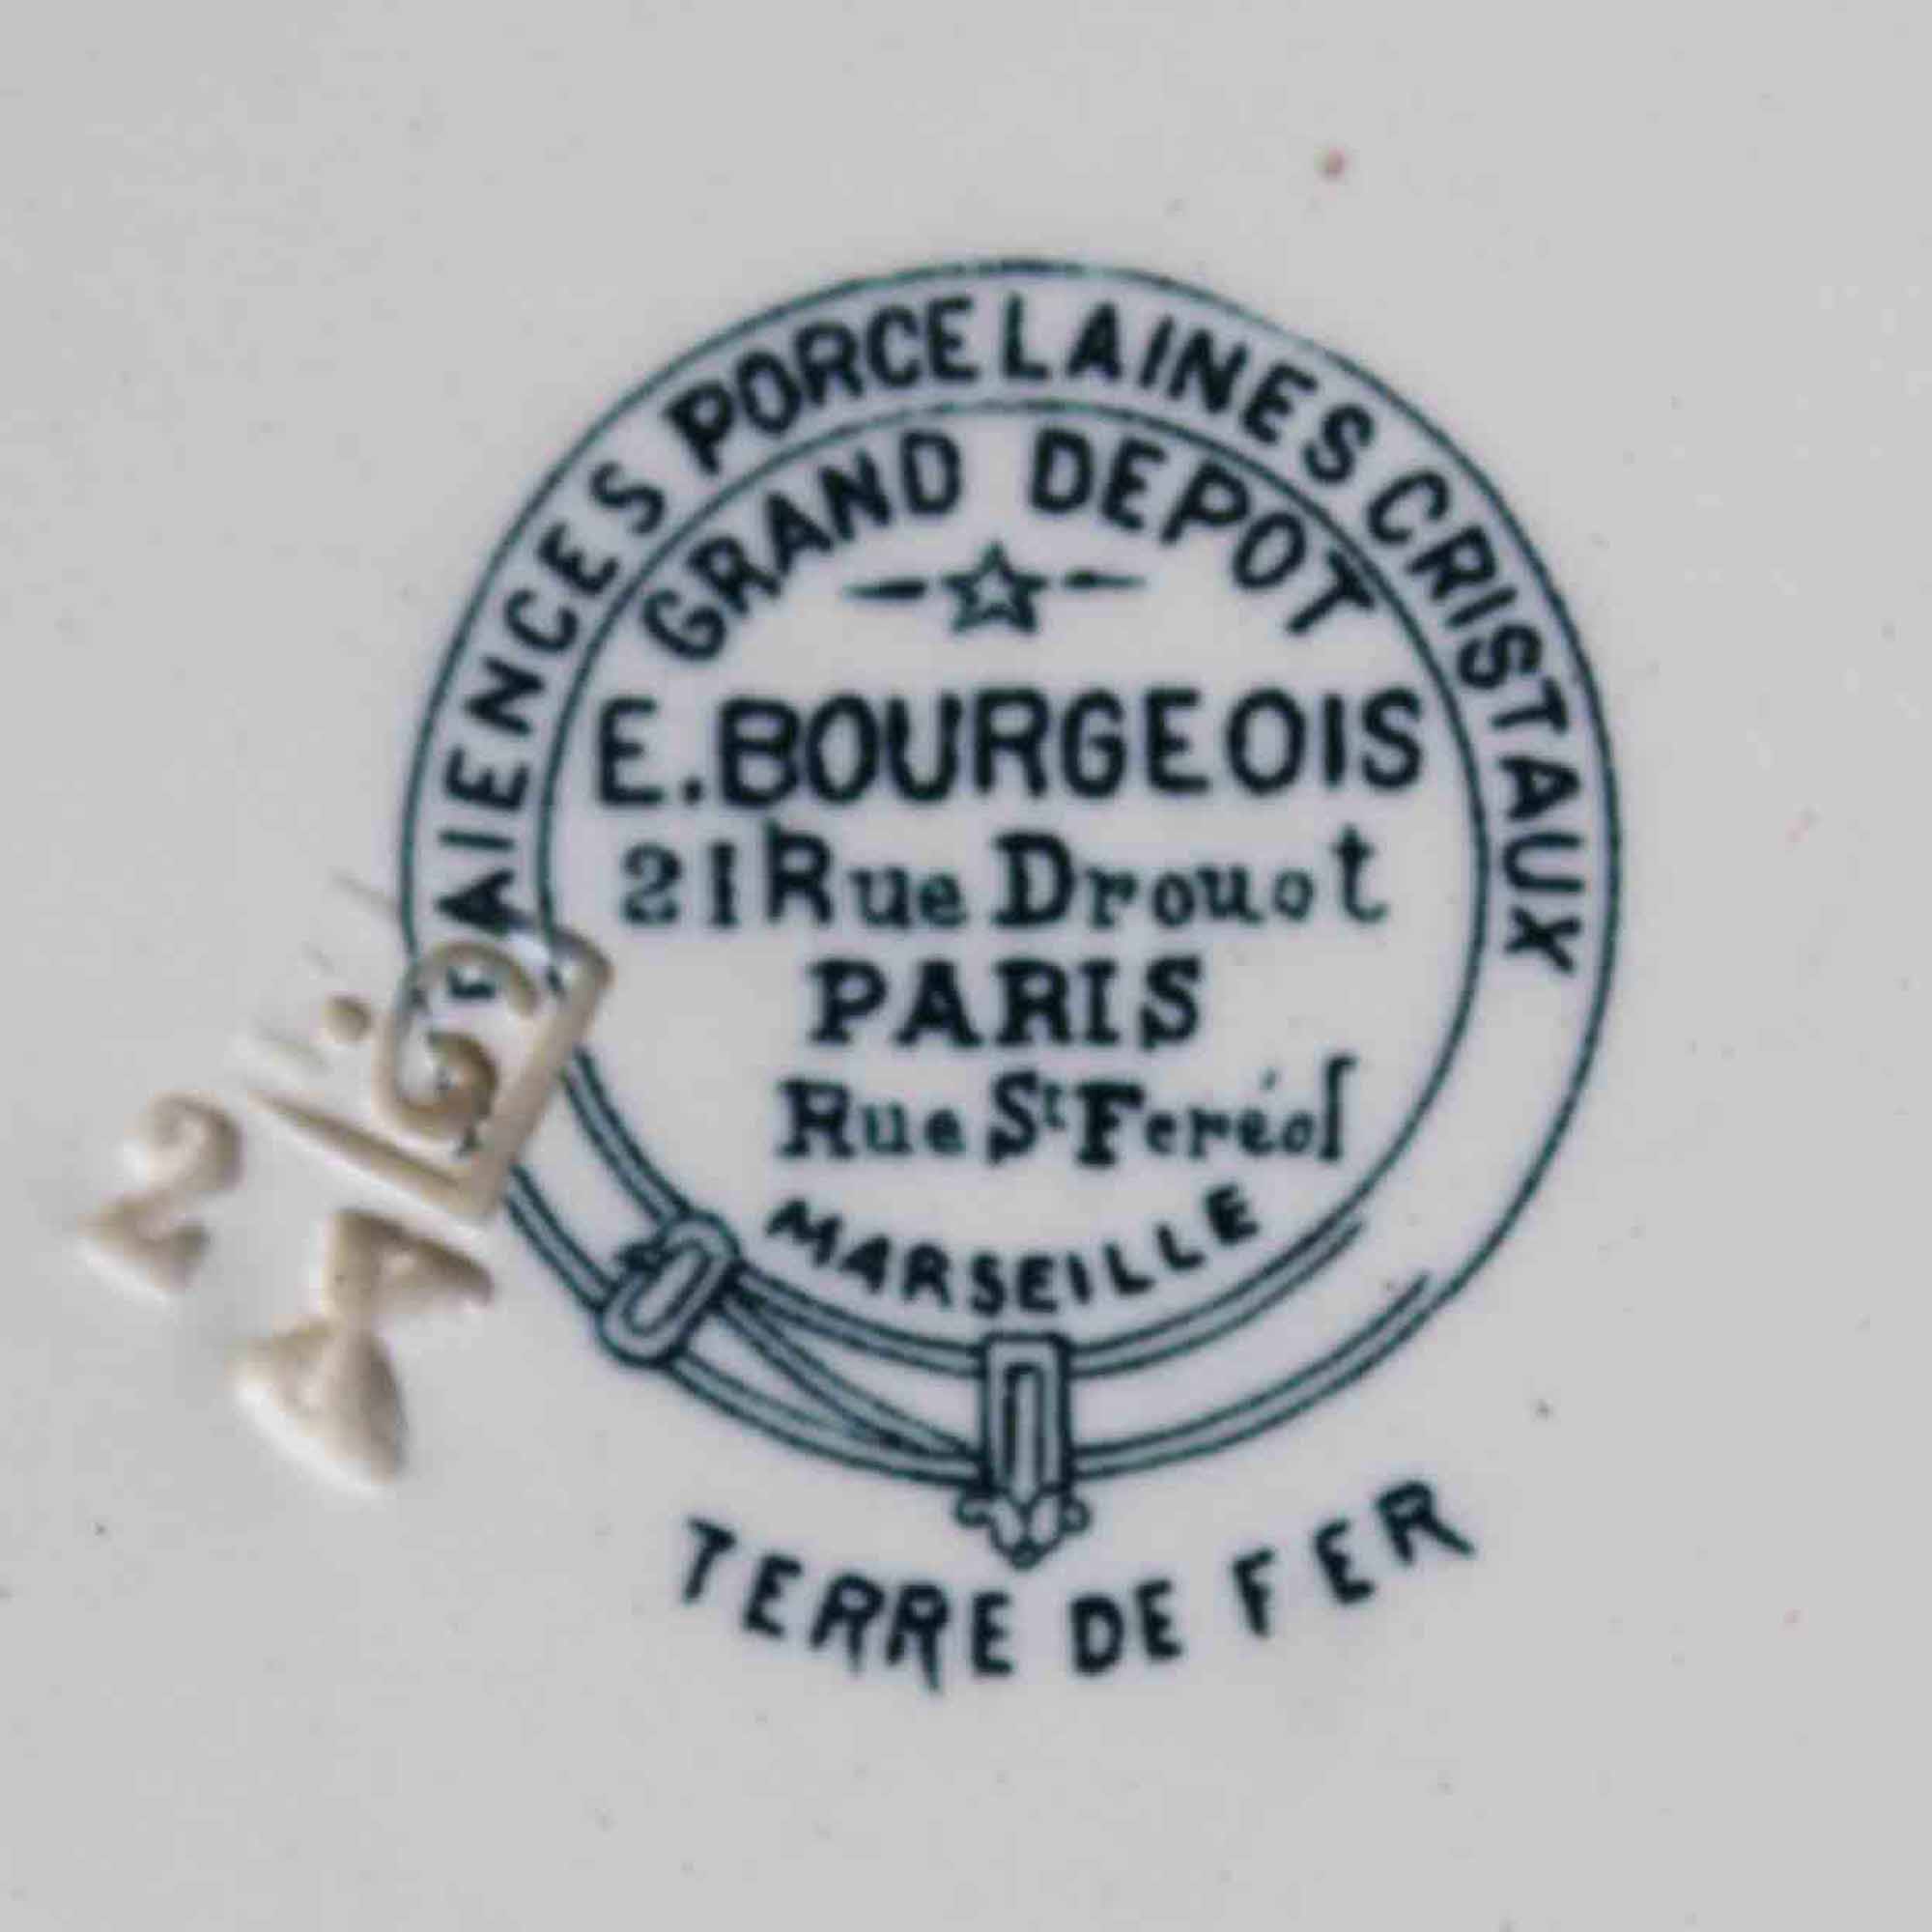 FAIENCES PORCELAINES CRISTAUX
GRAND DEPOT
E. BOURGEOIS
21 Rue Drouot
PARIS
Rue St Feréol
MARSEILLE
TERRE DE FER